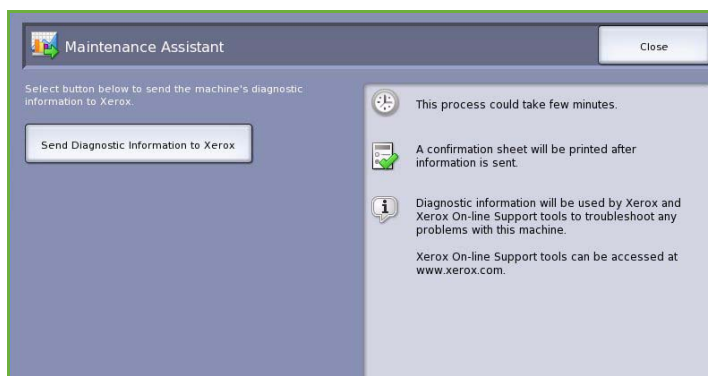 Maintenance Assistant
Close
Select button below to send the machine's diagnostic
information to Xerox.
Send Diagnostic Information to Xerox
This process could take few minutes.
A confirmation sheet will be printed after
information is sent.
Diagnostic information will be used by Xerox and
Xerox On-line Support tools to troubleshoot any
problems with this machine.
Xerox On-line Support tools can be accessed at
www.xerox.com.